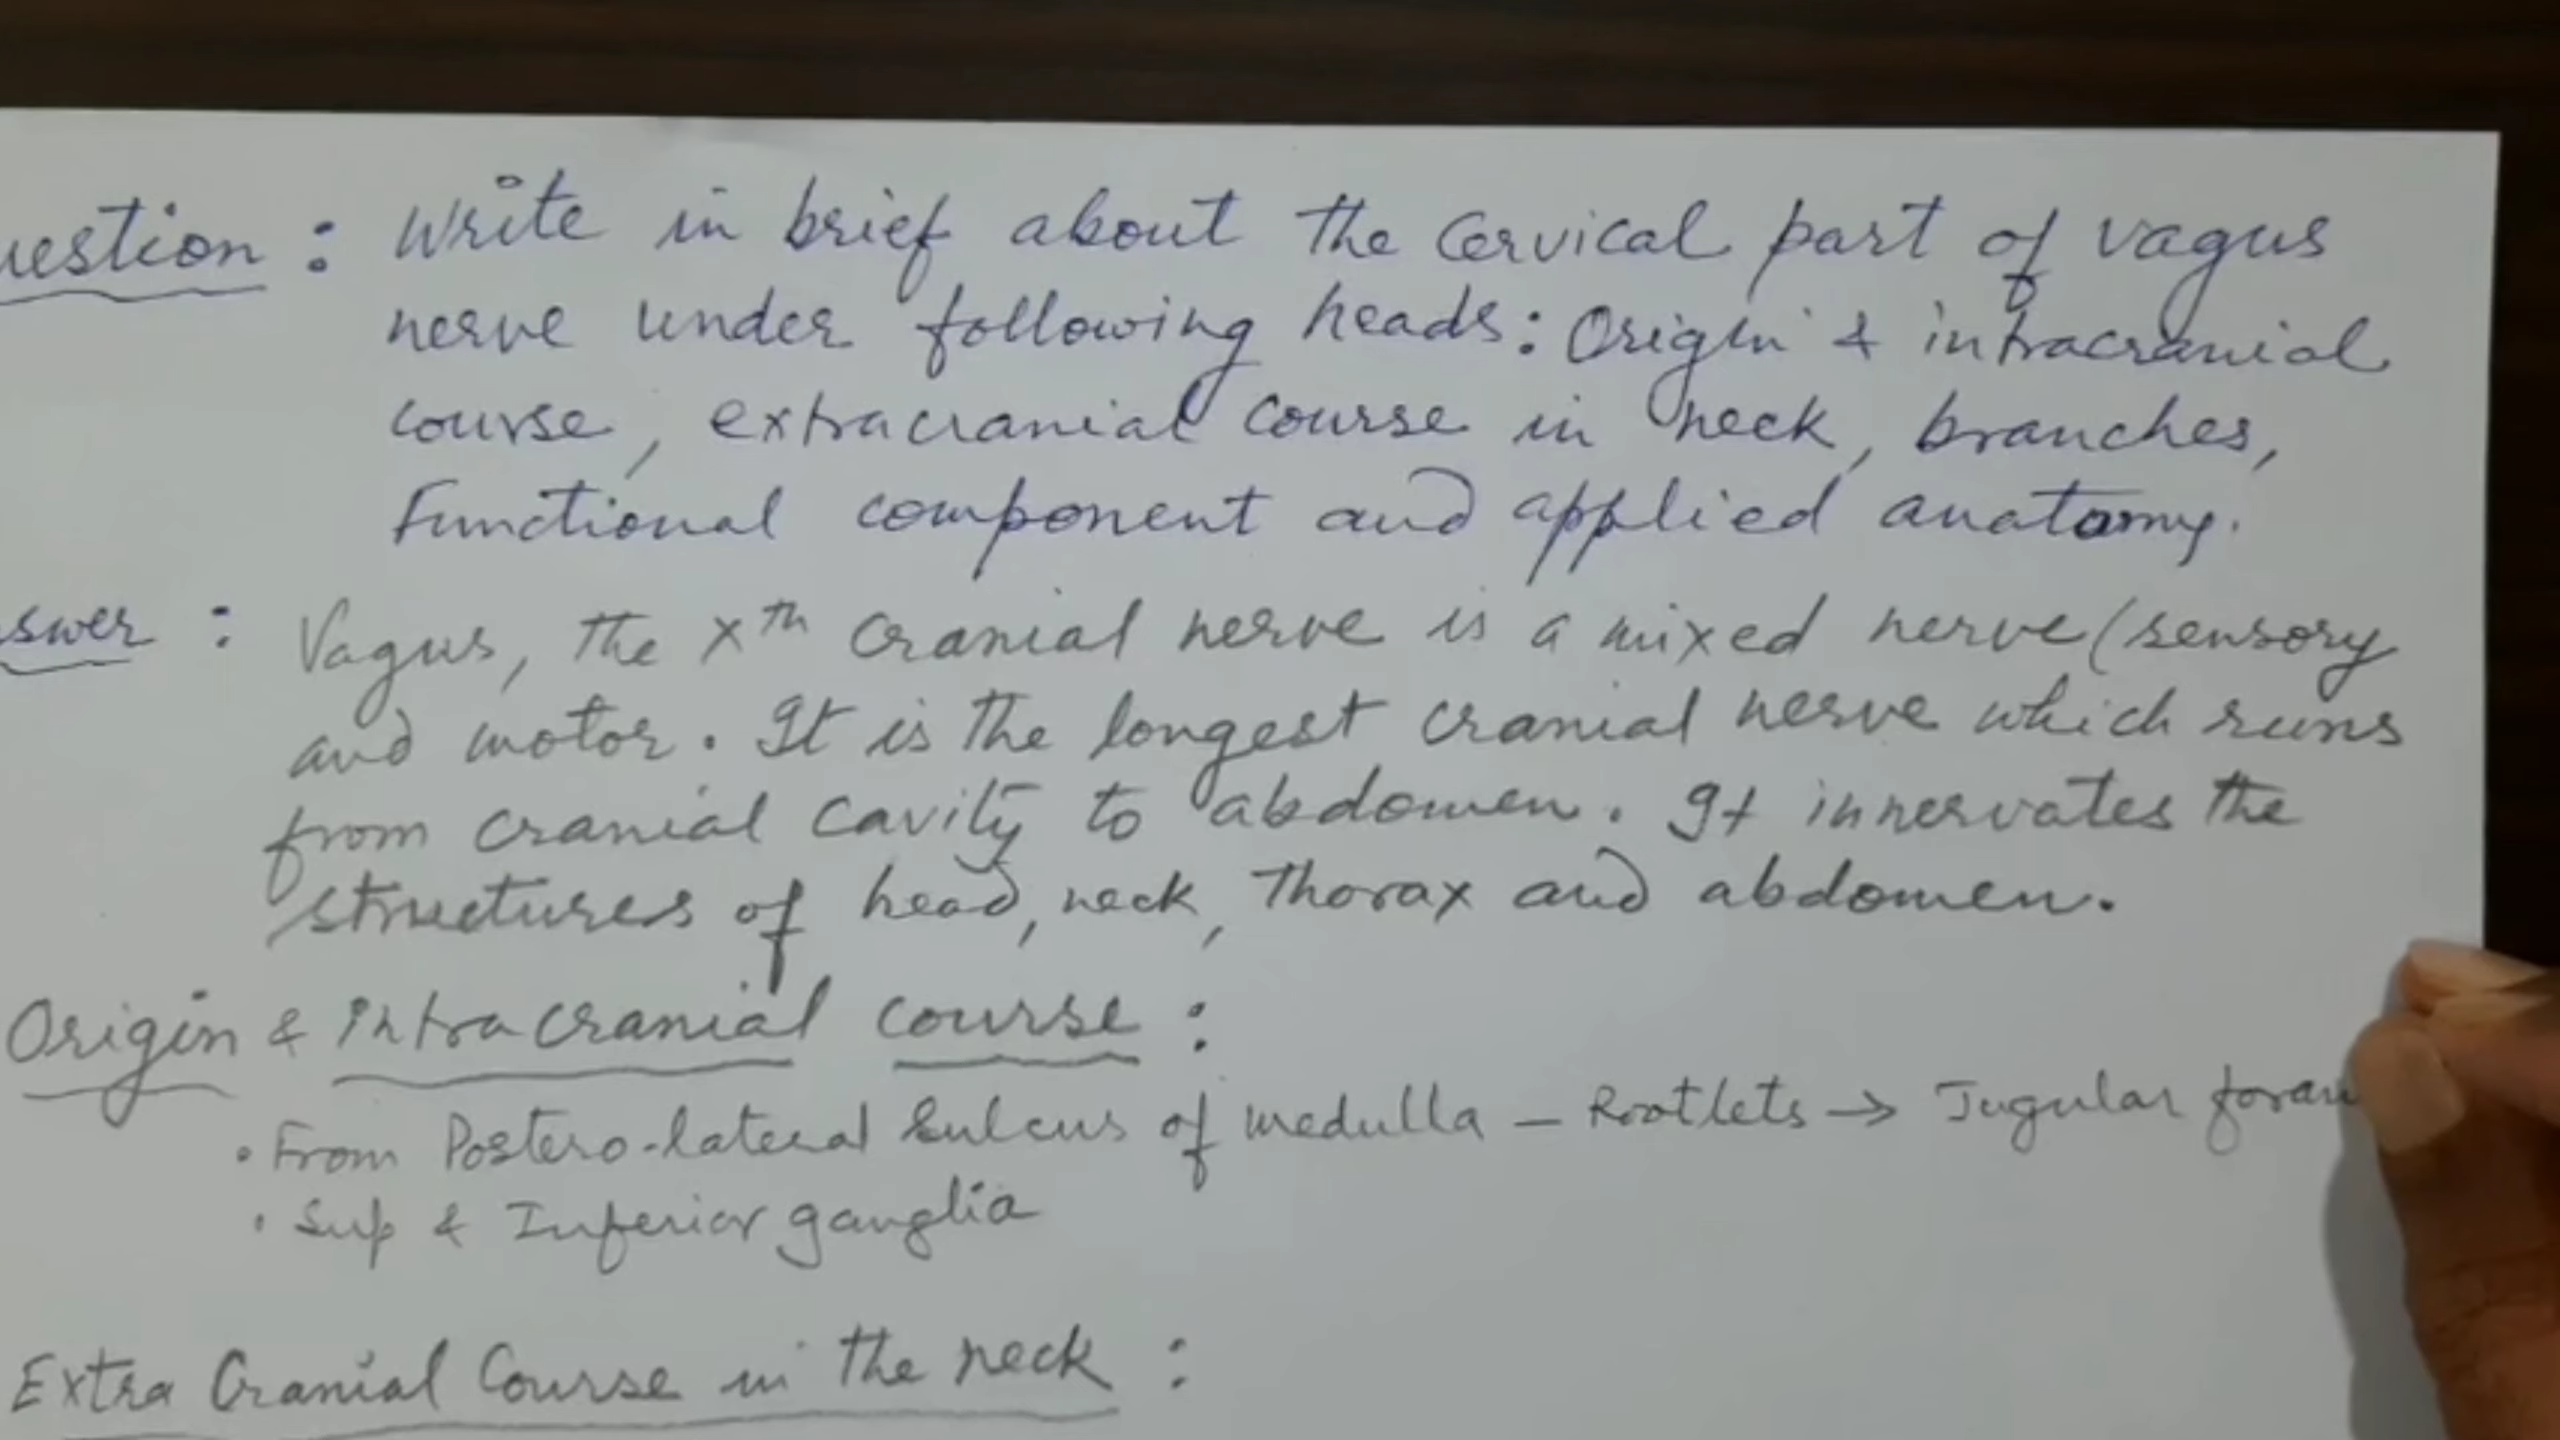 uestion : Write in brief about the Cervical part of vagus
nerve under following heads: Origin & intracranial
course, extracranial course in neck, branches,
Functional component and applied anatomy.
swer : Vagus, the Xth cranial nerve is a mixed nerve (sensory
and motor. It is the longest cranial nerve which runs
from cranial cavity to abdomen. It innervates the
structures of head, neck, Thorax and abdomen.
Origin & intracranial course :
• From Postero-lateral Sulcus of medulla – Rootlets → Jugular foram
• Sup & Inferior ganglia
Extra Cranial Course in the neck :